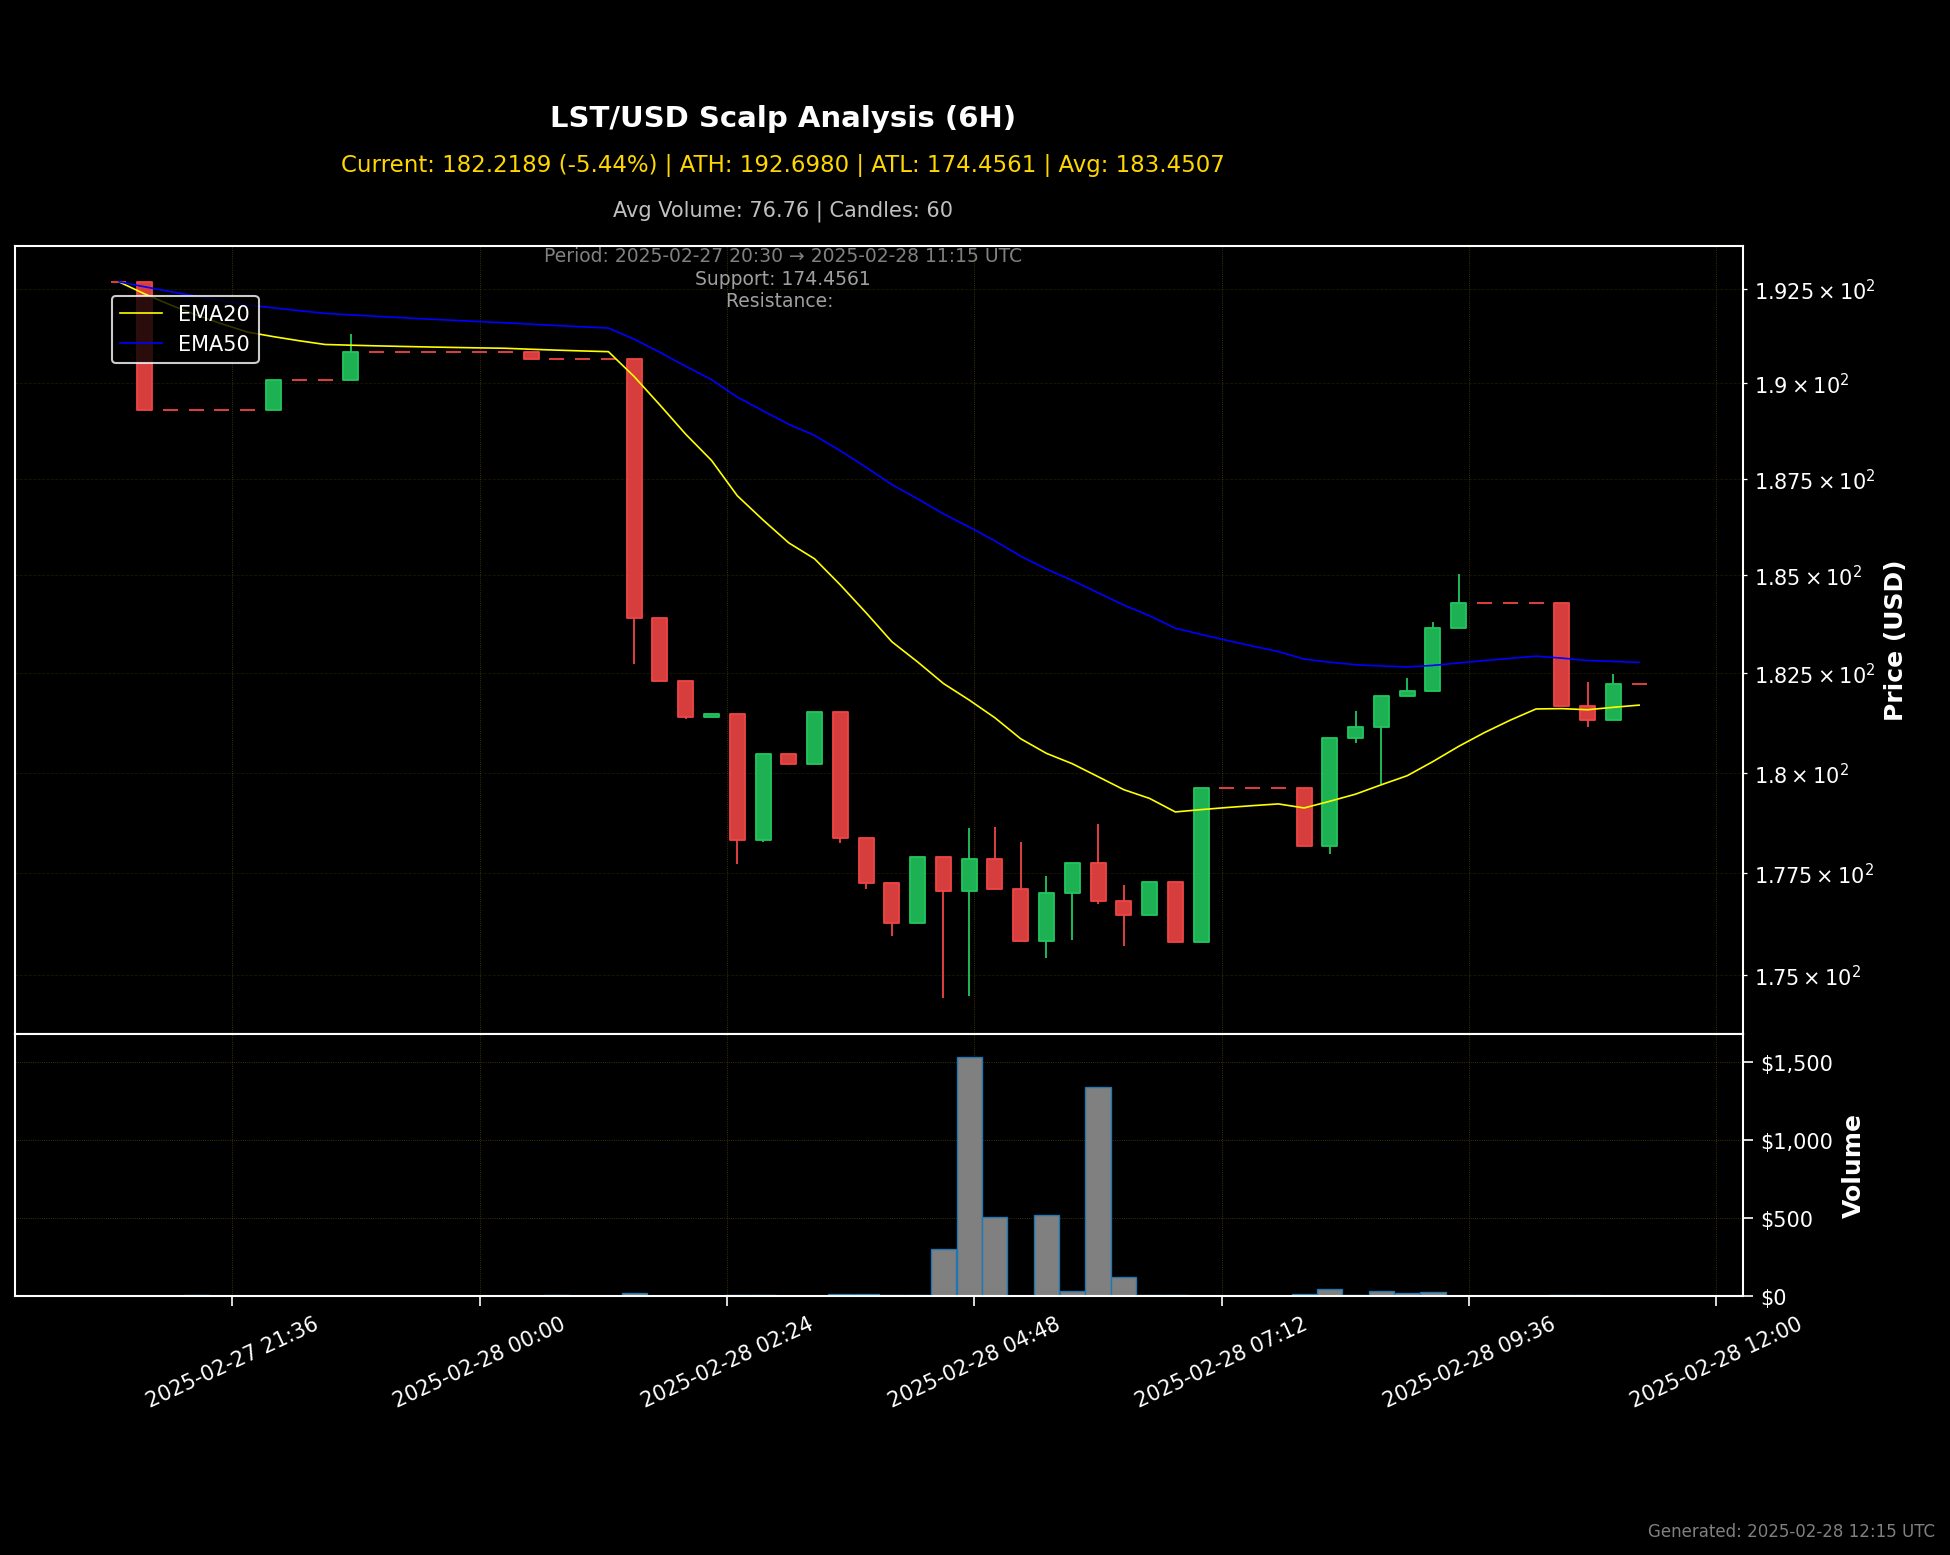 LST/USD Scalp Analysis (6H)
Current: 182.2189 (-5.44%) | ATH: 192.6980 | ATL: 174.4561 | Avg: 183.4507
Avg Volume: 76.76 | Candles: 60
Period: 2025-02-27 20:30 → 2025-02-28 11:15 UTC
Support: 174.4561
Resistance:
EMA20
EMA50
1.925 × 10²
1.9 × 10²
1.875 × 10²
1.85 × 10²
1.825 × 10²
1.8 × 10²
1.775 × 10²
1.75 × 10²
Price (USD)
$1,500
$1,000
$500
$0
Volume
2025-02-27 21:36
2025-02-28 00:00
2025-02-28 02:24
2025-02-28 04:48
2025-02-28 07:12
2025-02-28 09:36
2025-02-28 12:00
Generated: 2025-02-28 12:15 UTC